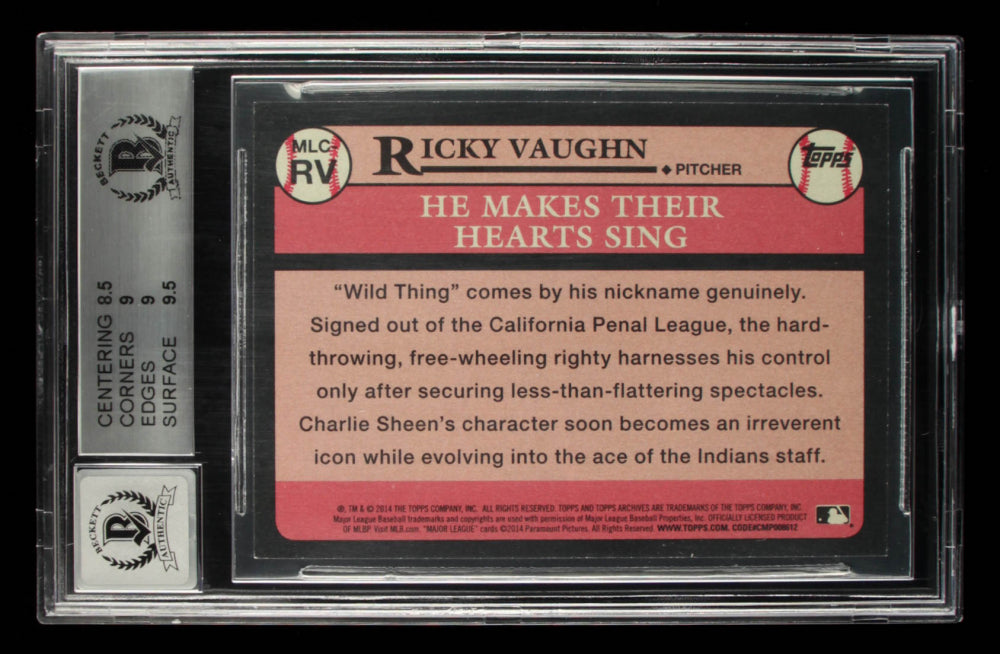 BECKETT
B
AUTHENTIC
CENTERING 8.5
CORNERS 9
EDGES 9
SURFACE 9.5
BECKETT
B
AUTHENTIC
MLC-
RV
RICKY VAUGHN
◆ PITCHER
Topps
HE MAKES THEIR
HEARTS SING
“Wild Thing” comes by his nickname genuinely.
Signed out of the California Penal League, the hard-
throwing, free-wheeling righty harnesses his control
only after securing less-than-flattering spectacles.
Charlie Sheen’s character soon becomes an irreverent
icon while evolving into the ace of the Indians staff.
®, TM & © 2014 THE TOPPS COMPANY, INC. ALL RIGHTS RESERVED. TOPPS AND TOPPS ARCHIVES ARE TRADEMARKS OF THE TOPPS COMPANY, INC.
Major League Baseball trademarks and copyrights are used with permission of Major League Baseball Properties, Inc. OFFICIALLY LICENSED PRODUCT
OF MLBP. Visit MLB.com. "MAJOR LEAGUE" cards ©2014 Paramount Pictures. All Rights Reserved. WWW.TOPPS.COM. CODE#CMP008612